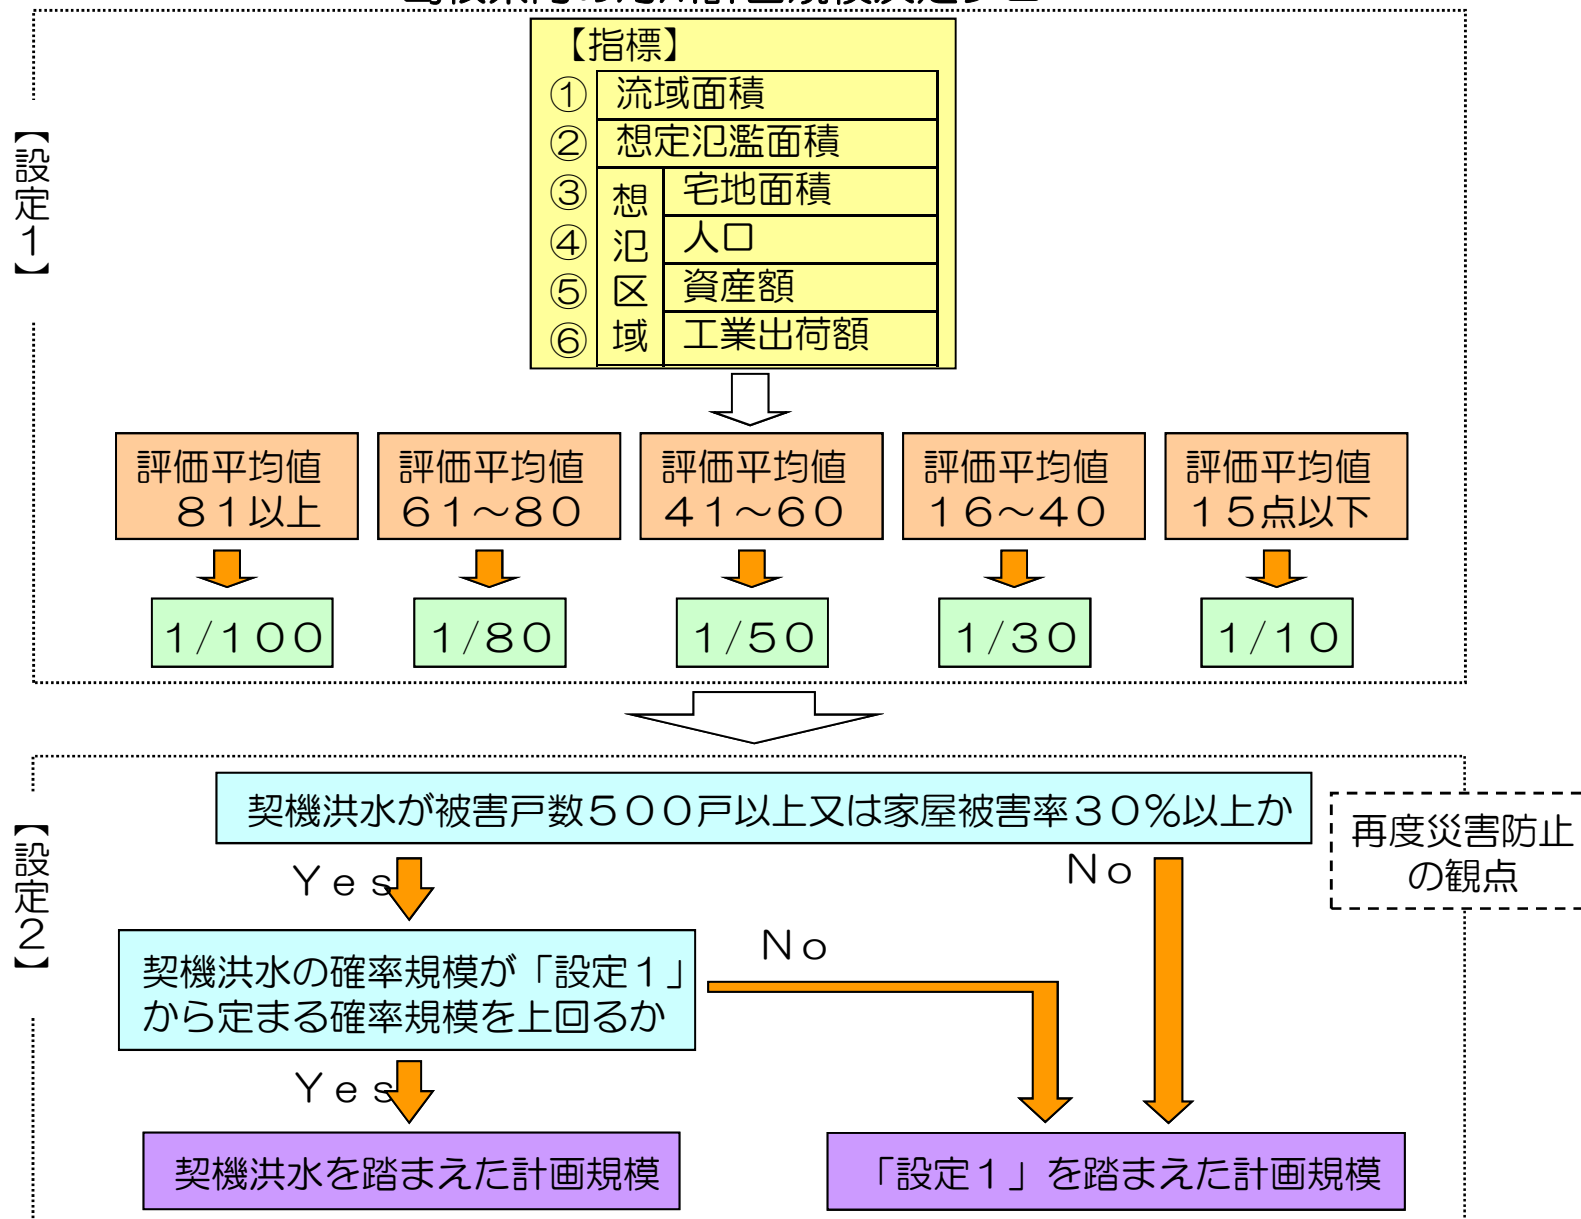 【指標】
① 流域面積
② 想定氾濫面積
想氾区域
③ 宅地面積
④ 人口
⑤ 資産額
⑥ 工業出荷額
【設定1】
評価平均値
81以上
評価平均値
61～80
評価平均値
41～60
評価平均値
16～40
評価平均値
15点以下
1/100
1/80
1/50
1/30
1/10
【設定2】
契機洪水が被害戸数500戸以上又は家屋被害率30%以上か
再度災害防止
の観点
Yes
No
契機洪水の確率規模が「設定1」
から定まる確率規模を上回るか
No
Yes
契機洪水を踏まえた計画規模
「設定1」を踏まえた計画規模